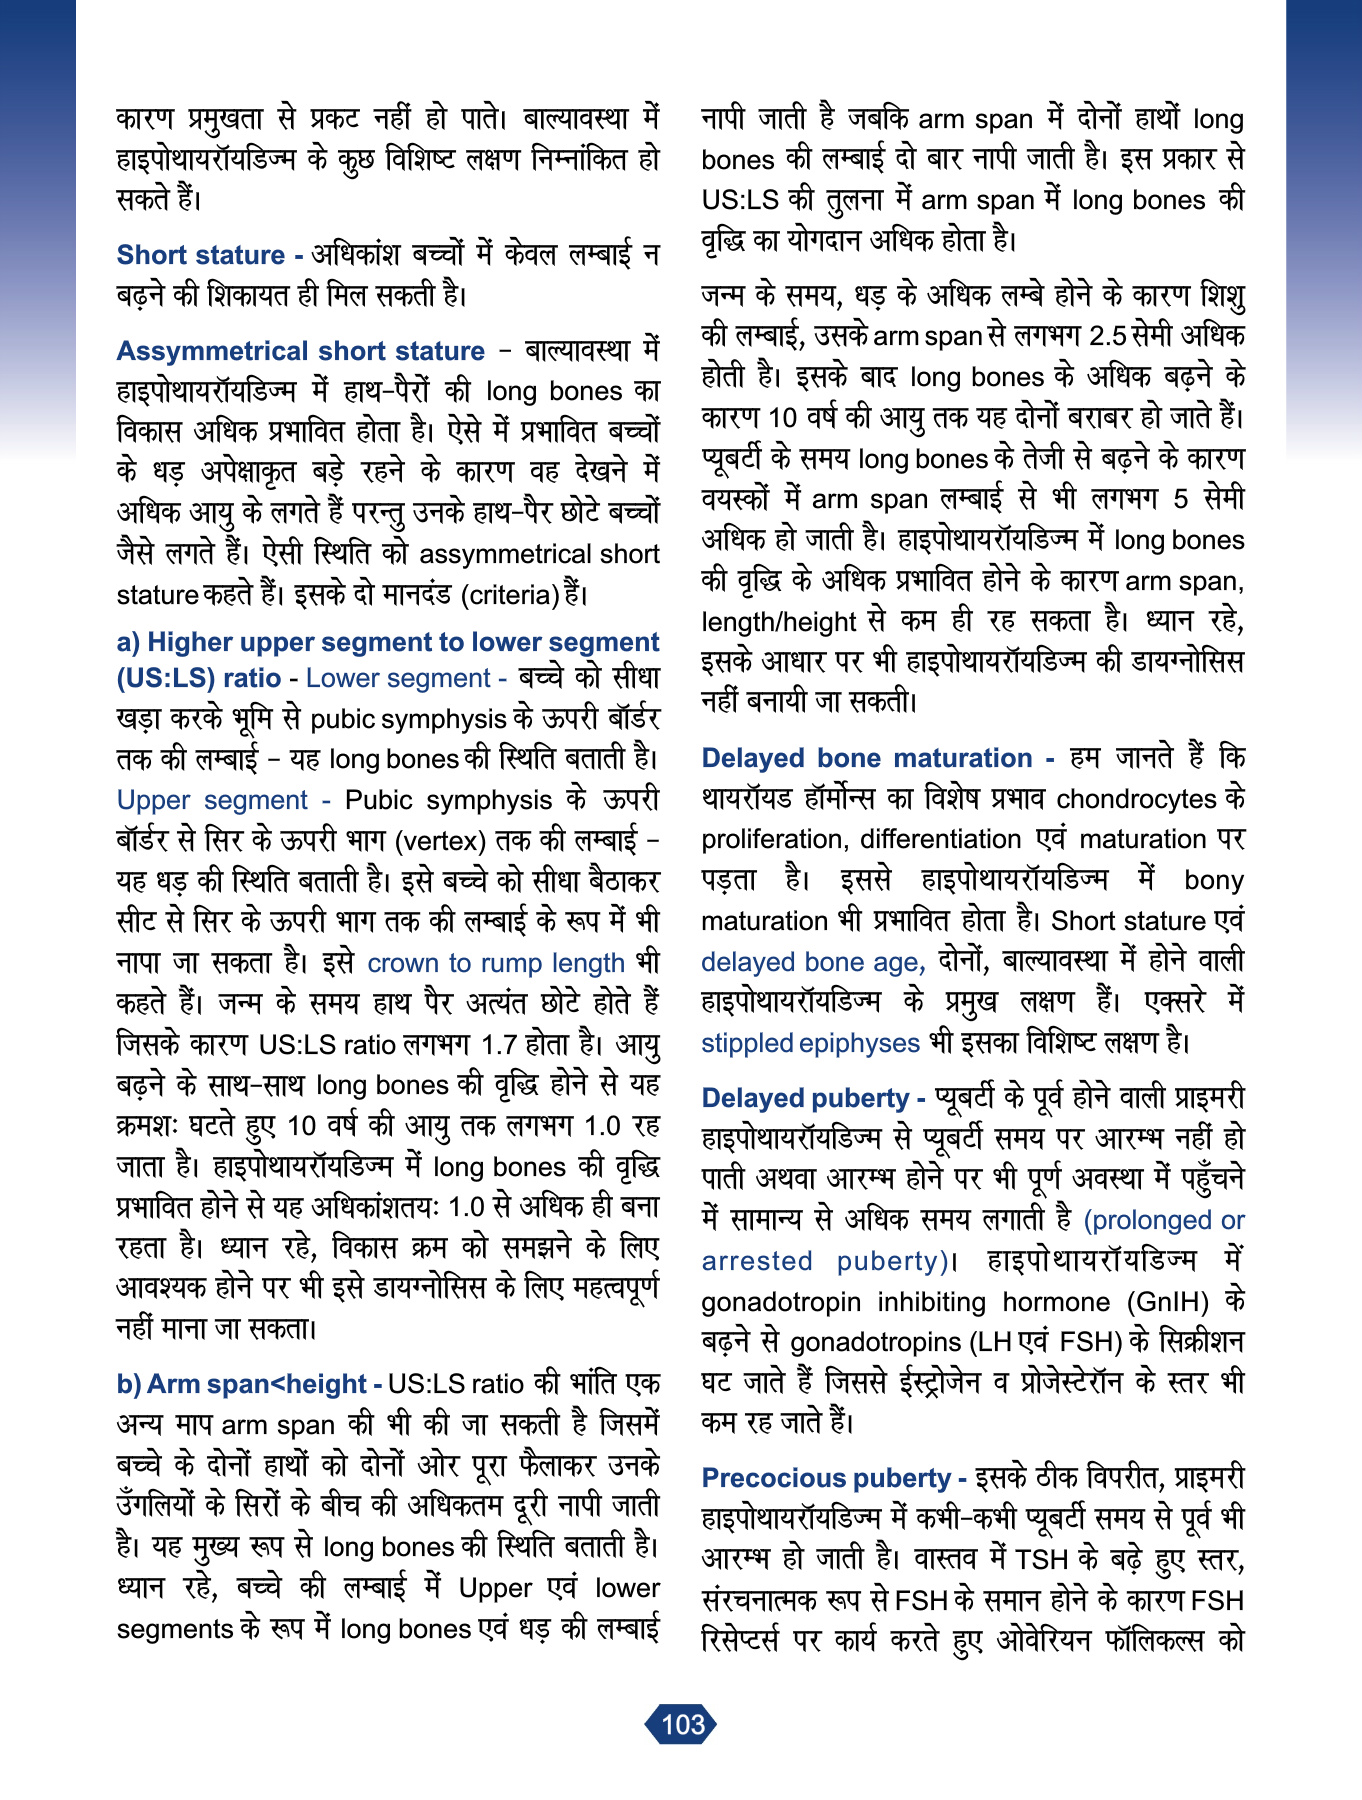 कारण प्रमुखता से प्रकट नहीं हो पाते। बाल्यावस्था में
हाइपोथायरॉयडिज्म के कुछ विशिष्ट लक्षण निम्नांकित हो
सकते हैं।
Short stature - अधिकांश बच्चों में केवल लम्बाई न
बढ़ने की शिकायत ही मिल सकती है।
Assymmetrical short stature – बाल्यावस्था में
हाइपोथायरॉयडिज्म में हाथ-पैरों की long bones का
विकास अधिक प्रभावित होता है। ऐसे में प्रभावित बच्चों
के धड़ अपेक्षाकृत बड़े रहने के कारण वह देखने में
अधिक आयु के लगते हैं परन्तु उनके हाथ-पैर छोटे बच्चों
जैसे लगते हैं। ऐसी स्थिति को assymmetrical short
stature कहते हैं। इसके दो मानदंड (criteria) हैं।
a) Higher upper segment to lower segment
(US:LS) ratio - Lower segment - बच्चे को सीधा
खड़ा करके भूमि से pubic symphysis के ऊपरी बॉर्डर
तक की लम्बाई – यह long bones की स्थिति बताती है।
Upper segment - Pubic symphysis के ऊपरी
बॉर्डर से सिर के ऊपरी भाग (vertex) तक की लम्बाई –
यह धड़ की स्थिति बताती है। इसे बच्चे को सीधा बैठाकर
सीट से सिर के ऊपरी भाग तक की लम्बाई के रूप में भी
नापा जा सकता है। इसे crown to rump length भी
कहते हैं। जन्म के समय हाथ पैर अत्यंत छोटे होते हैं
जिसके कारण US:LS ratio लगभग 1.7 होता है। आयु
बढ़ने के साथ-साथ long bones की वृद्धि होने से यह
क्रमशः घटते हुए 10 वर्ष की आयु तक लगभग 1.0 रह
जाता है। हाइपोथायरॉयडिज्म में long bones की वृद्धि
प्रभावित होने से यह अधिकांशतयः 1.0 से अधिक ही बना
रहता है। ध्यान रहे, विकास क्रम को समझने के लिए
आवश्यक होने पर भी इसे डायग्नोसिस के लिए महत्वपूर्ण
नहीं माना जा सकता।
b) Arm span<height - US:LS ratio की भांति एक
अन्य माप arm span की भी की जा सकती है जिसमें
बच्चे के दोनों हाथों को दोनों ओर पूरा फैलाकर उनके
उँगलियों के सिरों के बीच की अधिकतम दूरी नापी जाती
है। यह मुख्य रूप से long bones की स्थिति बताती है।
ध्यान रहे, बच्चे की लम्बाई में Upper एवं lower
segments के रूप में long bones एवं धड़ की लम्बाई
नापी जाती है जबकि arm span में दोनों हाथों long
bones की लम्बाई दो बार नापी जाती है। इस प्रकार से
US:LS की तुलना में arm span में long bones की
वृद्धि का योगदान अधिक होता है।
जन्म के समय, धड़ के अधिक लम्बे होने के कारण शिशु
की लम्बाई, उसके arm span से लगभग 2.5 सेमी अधिक
होती है। इसके बाद long bones के अधिक बढ़ने के
कारण 10 वर्ष की आयु तक यह दोनों बराबर हो जाते हैं।
प्यूबर्टी के समय long bones के तेजी से बढ़ने के कारण
वयस्कों में arm span लम्बाई से भी लगभग 5 सेमी
अधिक हो जाती है। हाइपोथायरॉयडिज्म में long bones
की वृद्धि के अधिक प्रभावित होने के कारण arm span,
length/height से कम ही रह सकता है। ध्यान रहे,
इसके आधार पर भी हाइपोथायरॉयडिज्म की डायग्नोसिस
नहीं बनायी जा सकती।
Delayed bone maturation - हम जानते हैं कि
थायरॉयड हॉर्मोन्स का विशेष प्रभाव chondrocytes के
proliferation, differentiation एवं maturation पर
पड़ता है। इससे हाइपोथायरॉयडिज्म में bony
maturation भी प्रभावित होता है। Short stature एवं
delayed bone age, दोनों, बाल्यावस्था में होने वाली
हाइपोथायरॉयडिज्म के प्रमुख लक्षण हैं। एक्सरे में
stippled epiphyses भी इसका विशिष्ट लक्षण है।
Delayed puberty - प्यूबर्टी के पूर्व होने वाली प्राइमरी
हाइपोथायरॉयडिज्म से प्यूबर्टी समय पर आरम्भ नहीं हो
पाती अथवा आरम्भ होने पर भी पूर्ण अवस्था में पहुँचने
में सामान्य से अधिक समय लगाती है (prolonged or
arrested puberty)। हाइपोथायरॉयडिज्म में
gonadotropin inhibiting hormone (GnIH) के
बढ़ने से gonadotropins (LH एवं FSH) के सिक्रीशन
घट जाते हैं जिससे ईस्ट्रोजेन व प्रोजेस्टेरॉन के स्तर भी
कम रह जाते हैं।
Precocious puberty - इसके ठीक विपरीत, प्राइमरी
हाइपोथायरॉयडिज्म में कभी-कभी प्यूबर्टी समय से पूर्व भी
आरम्भ हो जाती है। वास्तव में TSH के बढ़े हुए स्तर,
संरचनात्मक रूप से FSH के समान होने के कारण FSH
रिसेप्टर्स पर कार्य करते हुए ओवेरियन फॉलिकल्स को
103